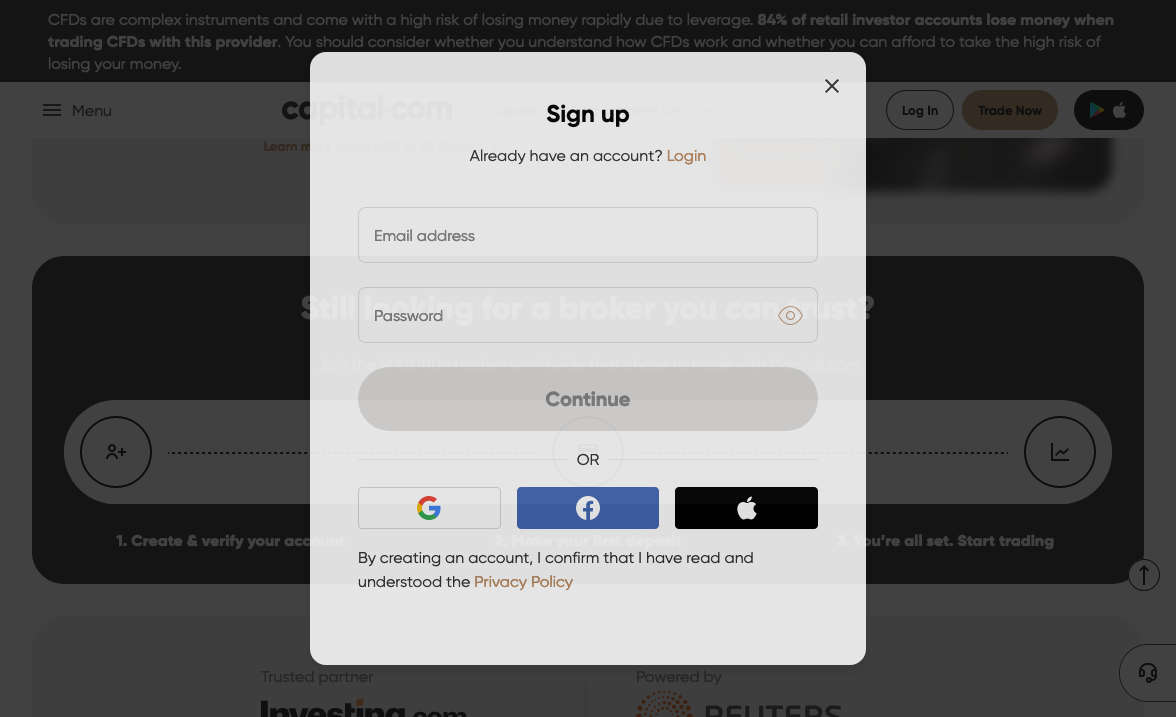 CFDs are complex instruments and come with a high risk of losing money rapidly due to leverage. 84% of retail investor accounts lose money when
trading CFDs with this provider. You should consider whether you understand how CFDs work and whether you can afford to take the high risk of
losing your money.
Menu
capital.com
Log In
Trade Now
Learn more
Sign up
Already have an account? Login
Email address
Still looking for a broker you can trust?
Password
Continue
OR
1. Create & verify your account
2. Make your first deposit
3. You're all set. Start trading
By creating an account, I confirm that I have read and
understood the Privacy Policy
Trusted partner
Powered by
Investing.com
REUTERS